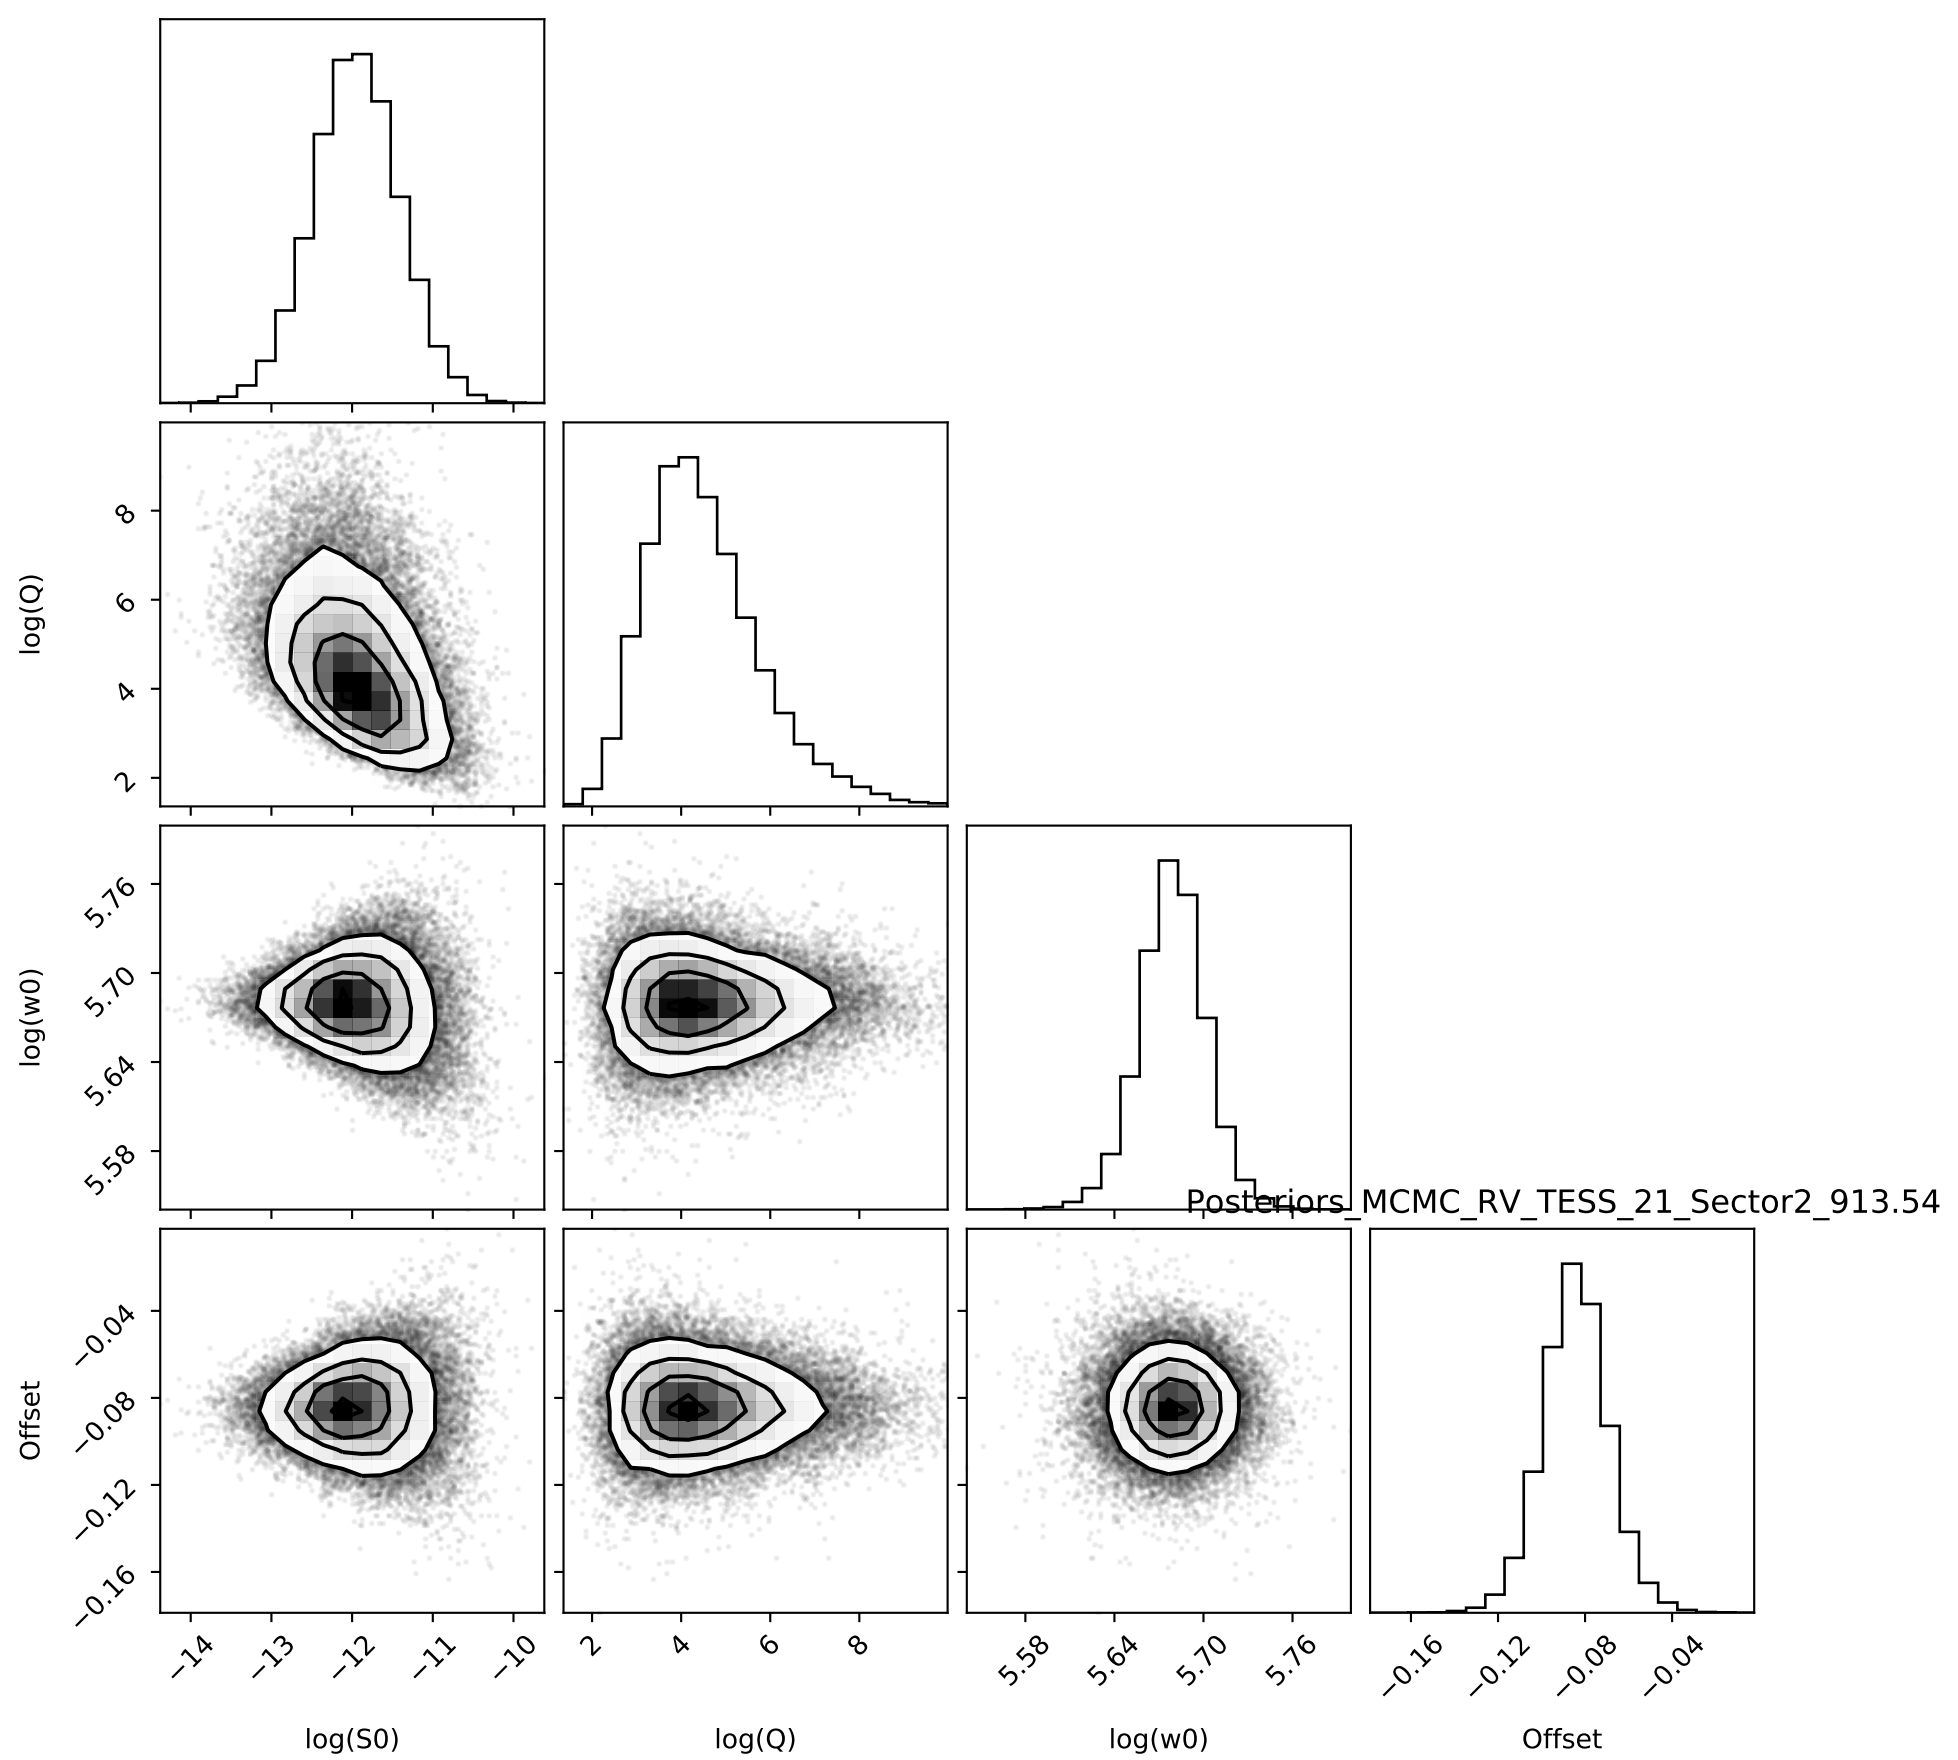 8
6
4
2
log(Q)
5.76
5.70
5.64
5.58
log(w0)
Posteriors_MCMC_RV_TESS_21_Sector2_913.54
−0.04
−0.08
−0.12
−0.16
Offset
−14 −13 −12 −11 −10 2 4 6 8 5.58 5.64 5.70 5.76 −0.16 −0.12 −0.08 −0.04
log(S0) log(Q) log(w0) Offset